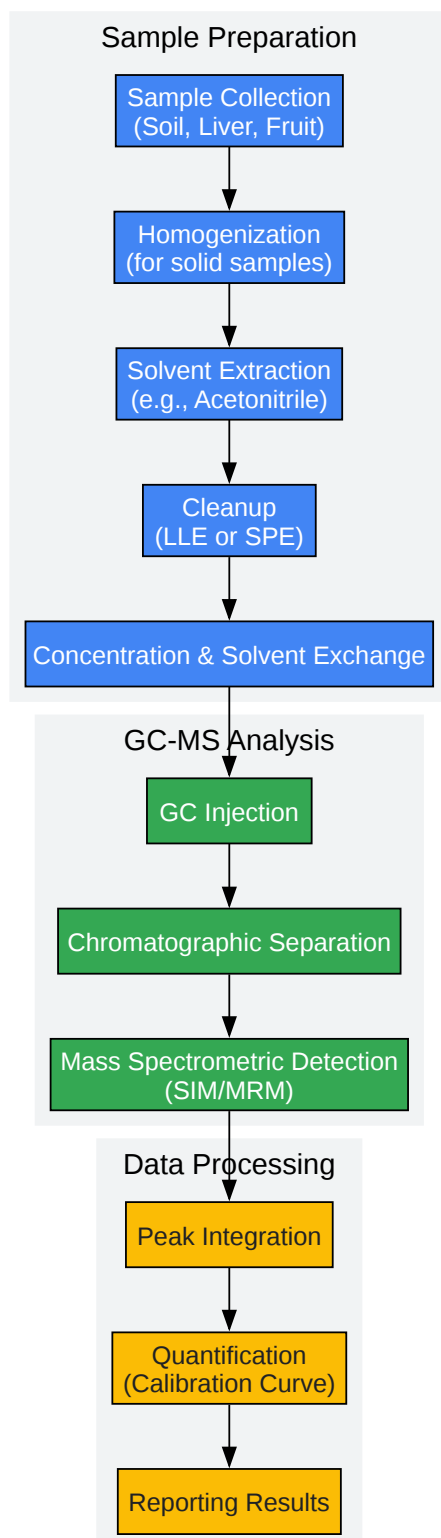 Sample Preparation
Sample Collection
(Soil, Liver, Fruit)
Homogenization
(for solid samples)
Solvent Extraction
(e.g., Acetonitrile)
Cleanup
(LLE or SPE)
Concentration & Solvent Exchange
GC-MS Analysis
GC Injection
Chromatographic Separation
Mass Spectrometric Detection
(SIM/MRM)
Data Processing
Peak Integration
Quantification
(Calibration Curve)
Reporting Results